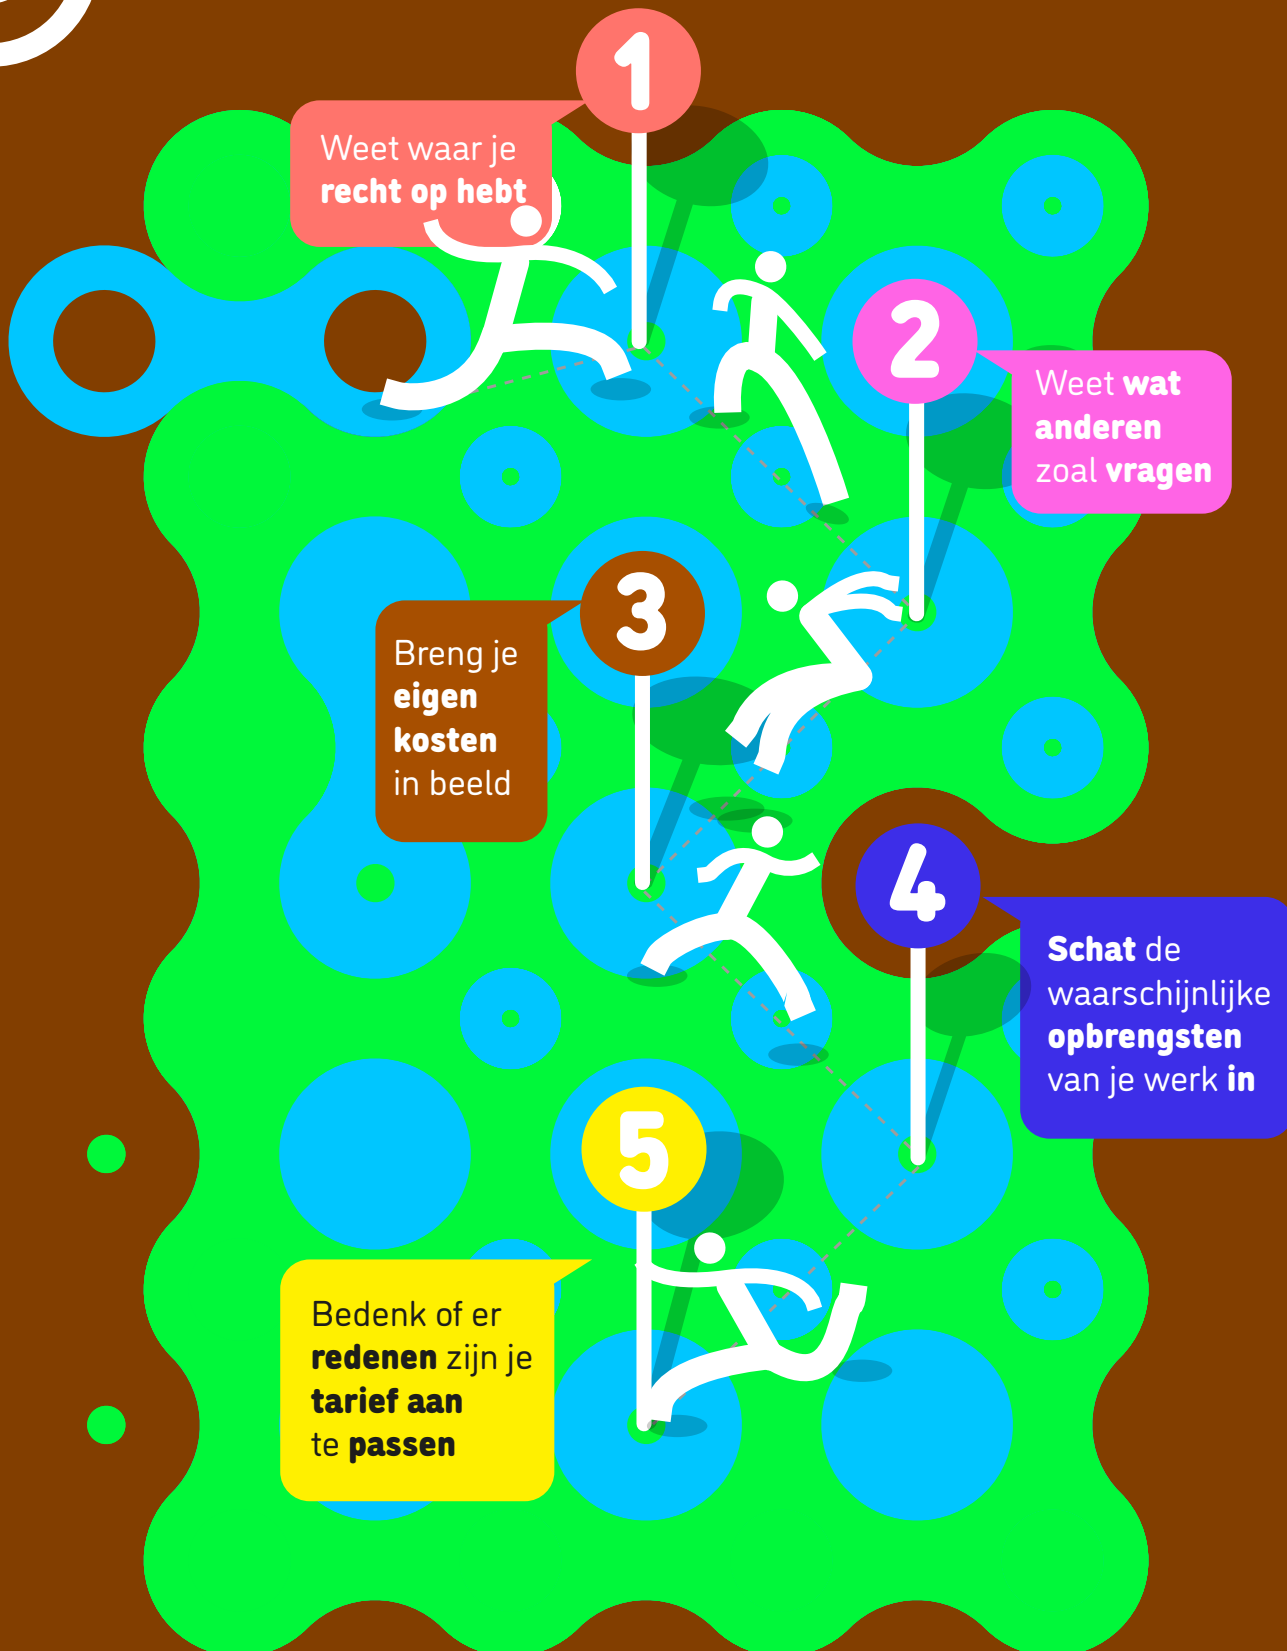 1
Weet waar je
recht op hebt
2
Weet wat
anderen
zoal vragen
3
Breng je
eigen
kosten
in beeld
4
Schat de
waarschijnlijke
opbrengsten
van je werk in
5
Bedenk of er
redenen zijn je
tarief aan
te passen